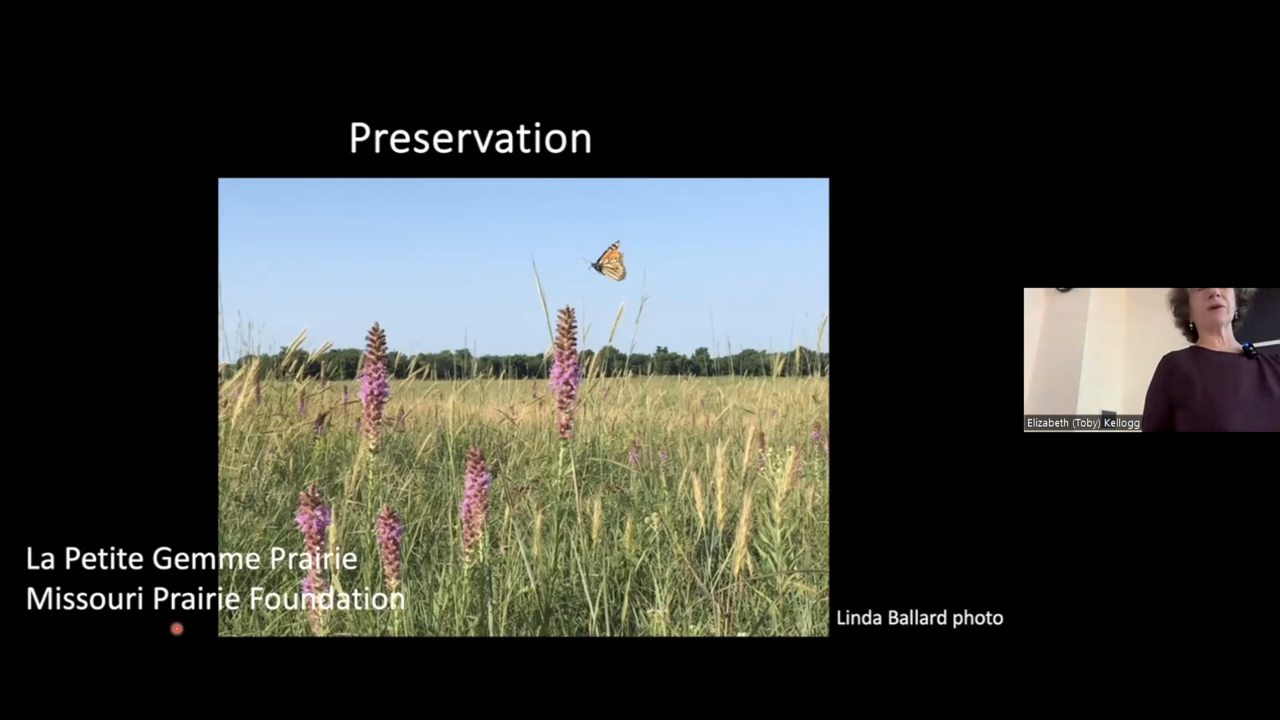 Preservation
La Petite Gemme Prairie
Missouri Prairie Foundation
Linda Ballard photo
Elizabeth (Toby) Kellogg